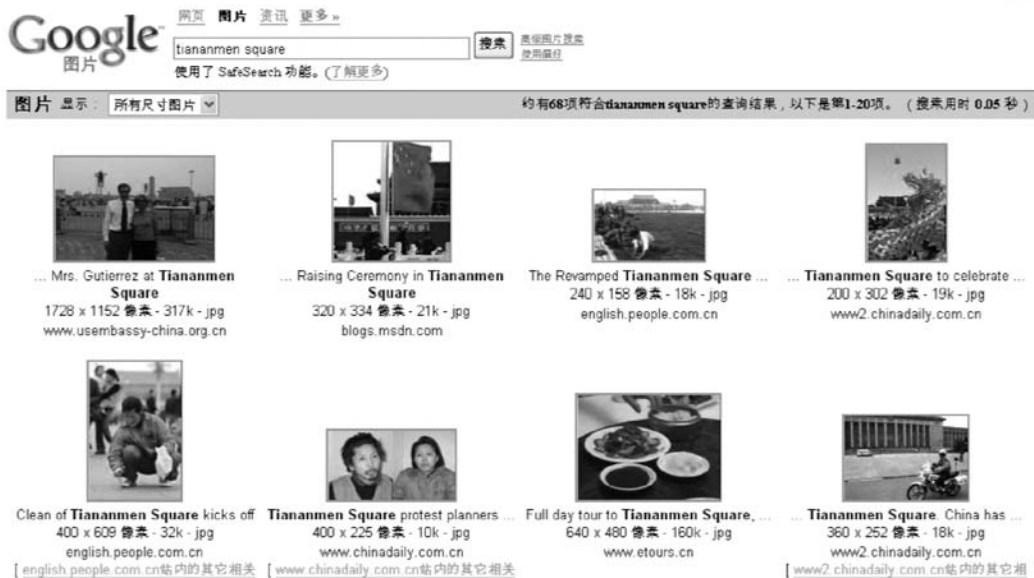 网页 图片 资讯 更多 »
Google™
图片
tiananmen square
搜索
高级图片搜索
使用偏好
使用了 SafeSearch 功能。(了解更多)
图片 显示： 所有尺寸图片
约有68项符合tiananmen square的查询结果，以下是第1-20项。 （搜索用时 0.05 秒）
... Mrs. Gutierrez at Tiananmen
Square
1728 x 1152 像素 - 317k - jpg
www.usembassy-china.org.cn
... Raising Ceremony in Tiananmen
Square
320 x 334 像素 - 21k - jpg
blogs.msdn.com
The Revamped Tiananmen Square ...
240 x 158 像素 - 18k - jpg
english.people.com.cn
... Tiananmen Square to celebrate ...
200 x 302 像素 - 19k - jpg
www2.chinadaily.com.cn
Clean of Tiananmen Square kicks off
400 x 609 像素 - 32k - jpg
english.people.com.cn
[ english.people.com.cn站内的其它相关
Tiananmen Square protest planners ...
400 x 225 像素 - 10k - jpg
www.chinadaily.com.cn
[ www.chinadaily.com.cn站内的其它相关
Full day tour to Tiananmen Square, ...
640 x 480 像素 - 160k - jpg
www.etours.cn
... Tiananmen Square. China has ...
360 x 252 像素 - 18k - jpg
www2.chinadaily.com.cn
[ www2.chinadaily.com.cn站内的其它相